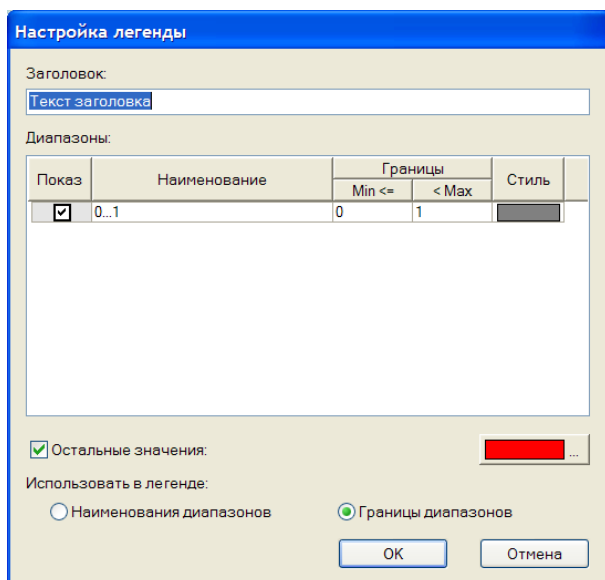 Настройка легенды
Заголовок:
Текст заголовка
Диапазоны:
Показ Наименование Границы Стиль
Min <= < Max
0...1 0 1
Остальные значения:
...
Использовать в легенде:
Наименования диапазонов Границы диапазонов
OK Отмена